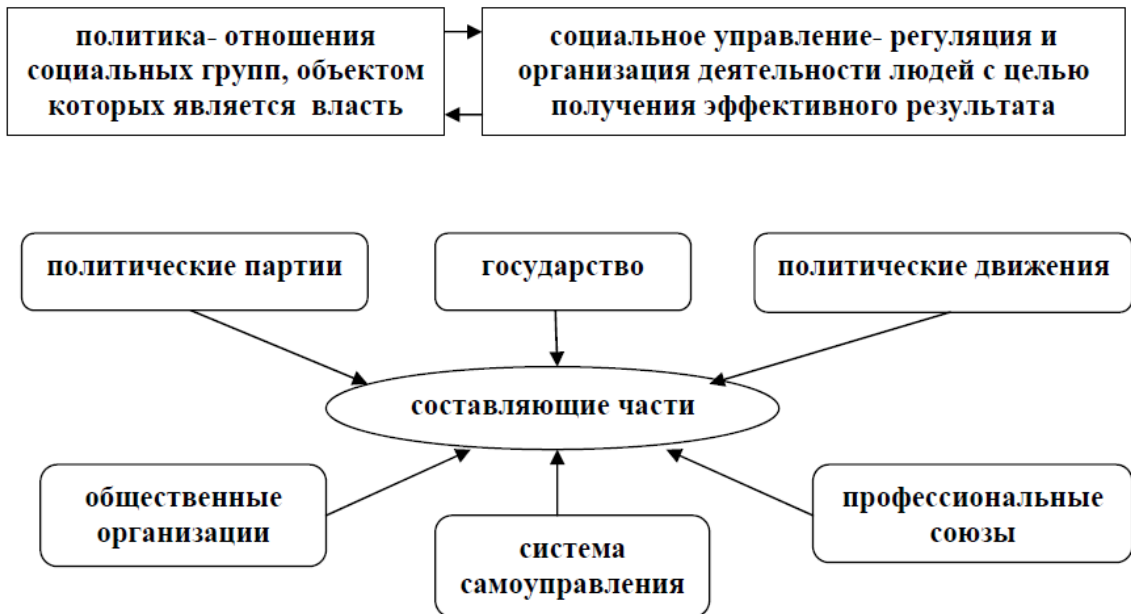 политика- отношения
социальных групп, объектом
которых является власть
социальное управление- регуляция и
организация деятельности людей с целью
получения эффективного результата
политические партии
государство
политические движения
составляющие части
общественные
организации
система
самоуправления
профессиональные
союзы